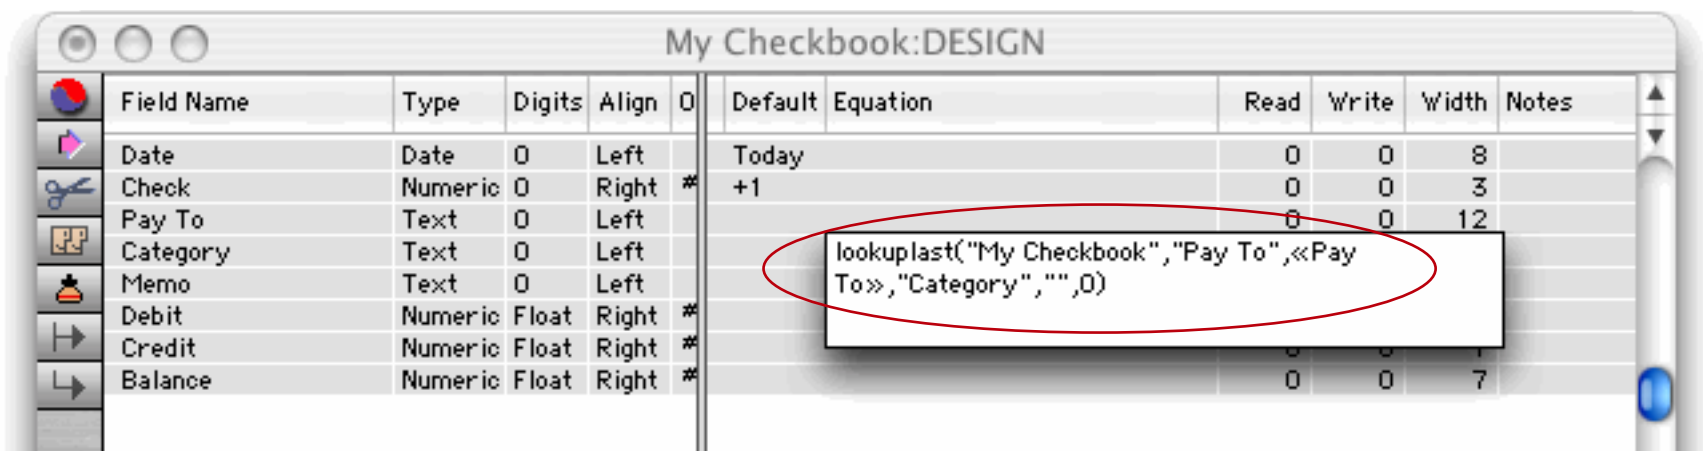 My Checkbook:DESIGN
Field Name Type Digits Align O Default Equation Read Write Width Notes
Date Date 0 Left Today 0 0 8
Check Numeric 0 Right # +1 0 0 3
Pay To Text 0 Left 0 0 12
Category Text 0 Left lookuplast("My Checkbook","Pay To",«Pay
Memo Text 0 Left To»,"Category","",0)
Debit Numeric Float Right #
Credit Numeric Float Right #
Balance Numeric Float Right # 0 0 7